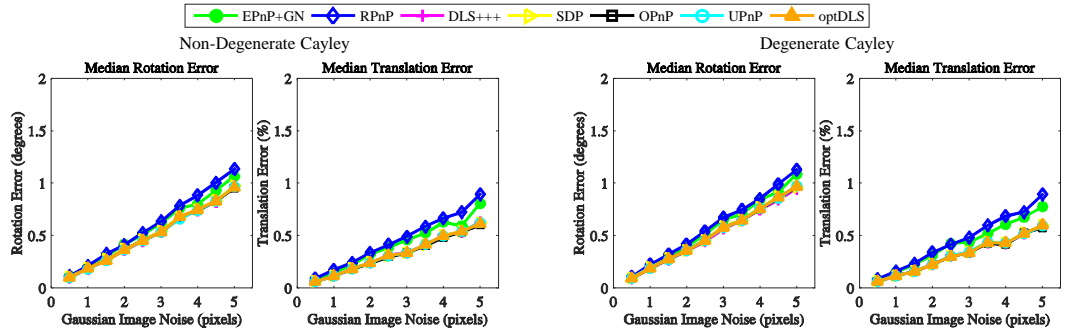 EPnP+GN RPnP DLS+++ SDP OPnP UPnP optDLS
Non-Degenerate Cayley
Degenerate Cayley
Median Rotation Error
Rotation Error (degrees)
2
1.5
1
0.5
0
0 1 2 3 4 5
Gaussian Image Noise (pixels)
Median Translation Error
Translation Error (%)
2
1.5
1
0.5
0
0 1 2 3 4 5
Gaussian Image Noise (pixels)
Median Rotation Error
Rotation Error (degrees)
2
1.5
1
0.5
0
0 1 2 3 4 5
Gaussian Image Noise (pixels)
Median Translation Error
Translation Error (%)
2
1.5
1
0.5
0
0 1 2 3 4 5
Gaussian Image Noise (pixels)